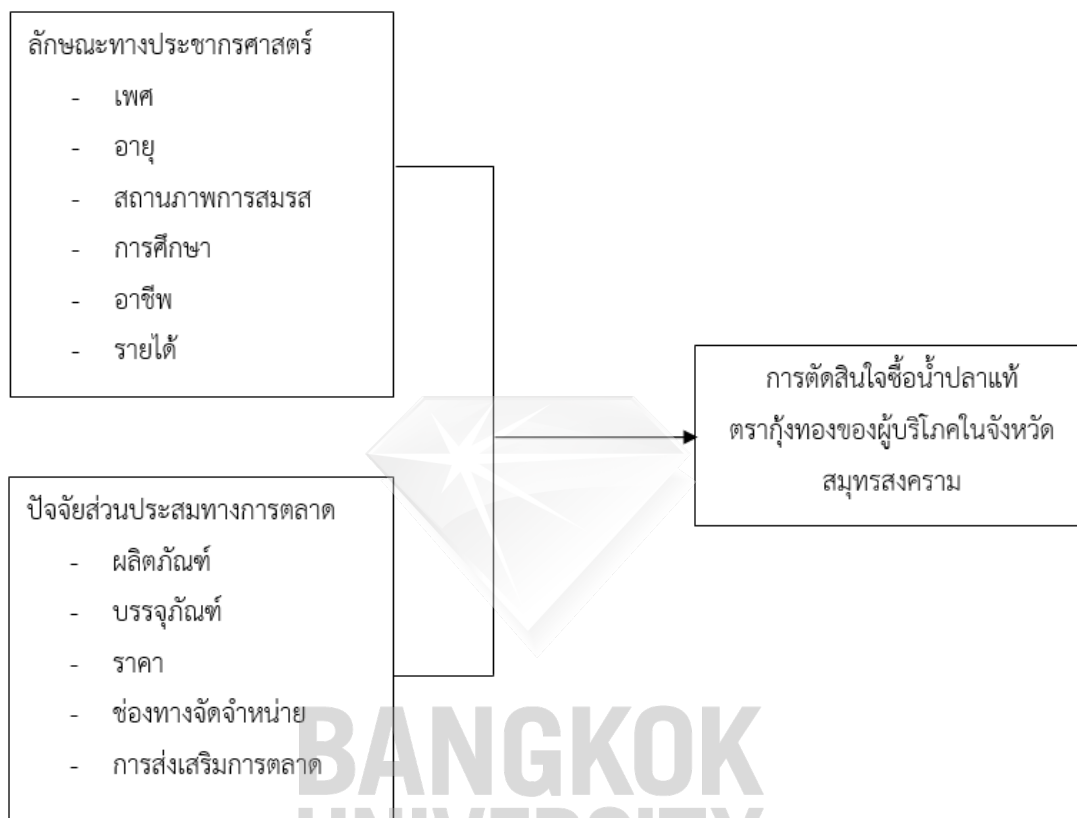 ลักษณะทางประชากรศาสตร์
- เพศ
- อายุ
- สถานภาพการสมรส
- การศึกษา
- อาชีพ
- รายได้
ปัจจัยส่วนประสมทางการตลาด
- ผลิตภัณฑ์
- บรรจุภัณฑ์
- ราคา
- ช่องทางจัดจำหน่าย
- การส่งเสริมการตลาด
การตัดสินใจซื้อน้ำปลาแท้
ตรากุ้งทองของผู้บริโภคในจังหวัด
สมุทรสงคราม
BANGKOK
UNIVERSITY